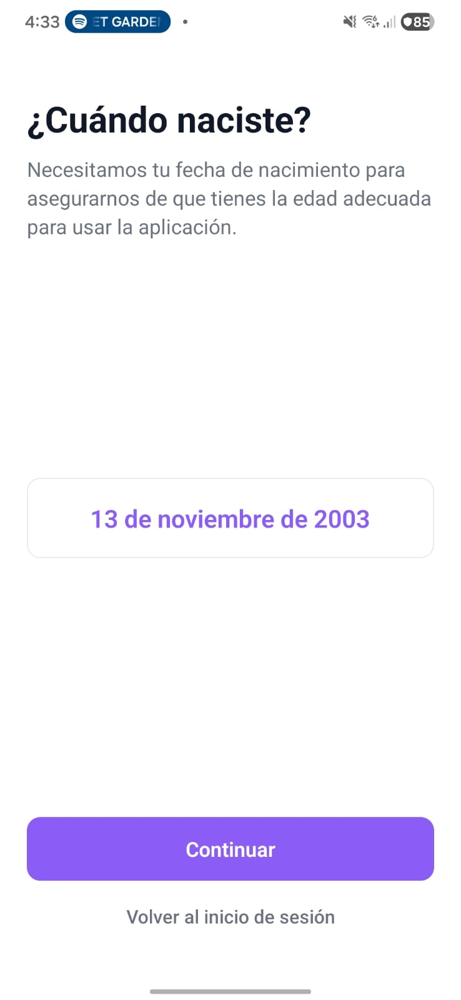 4:33 ET GARDE 85
¿Cuándo naciste?
Necesitamos tu fecha de nacimiento para
asegurarnos de que tienes la edad adecuada
para usar la aplicación.
13 de noviembre de 2003
Continuar
Volver al inicio de sesión